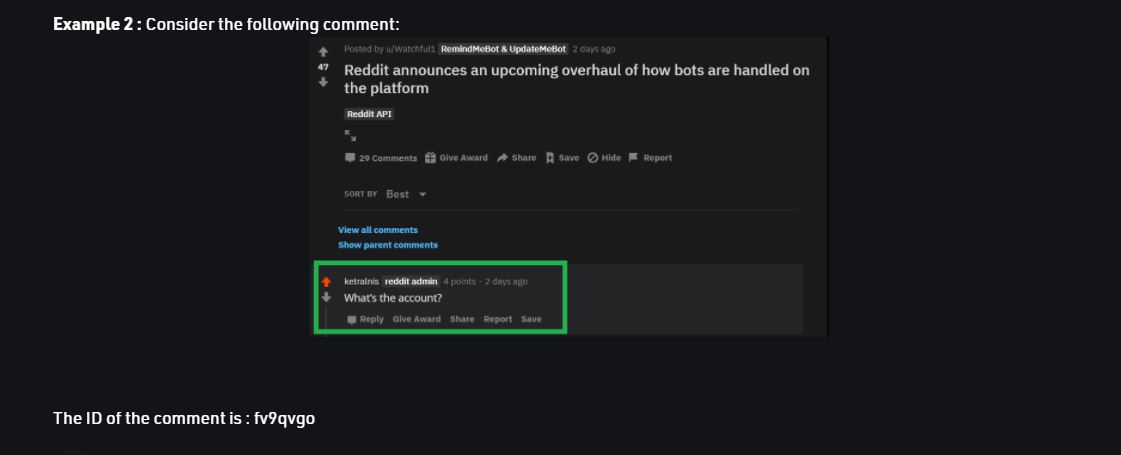 Example 2 : Consider the following comment:
Posted by u/Watchful1 RemindMeBot & UpdateMeBot 2 days ago
47
Reddit announces an upcoming overhaul of how bots are handled on
the platform
Reddit API
29 Comments Give Award Share Save Hide Report
SORT BY Best
View all comments
Show parent comments
ketralnis reddit admin 4 points · 2 days ago
What's the account?
Reply Give Award Share Report Save
The ID of the comment is : fv9qvgo